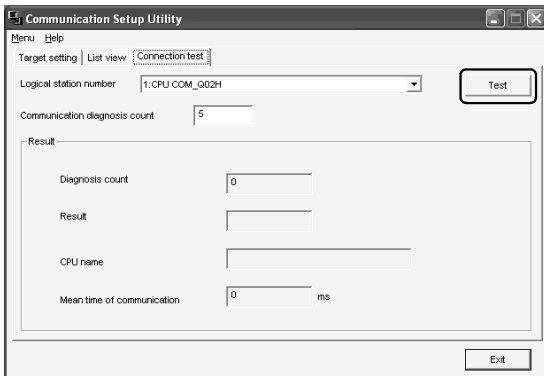 Communication Setup Utility
Menu Help
Target setting List view Connection test
Logical station number 1:CPU COM_Q02H Test
Communication diagnosis count 5
Result
Diagnosis count 0
Result
CPU name
Mean time of communication 0 ms
Exit